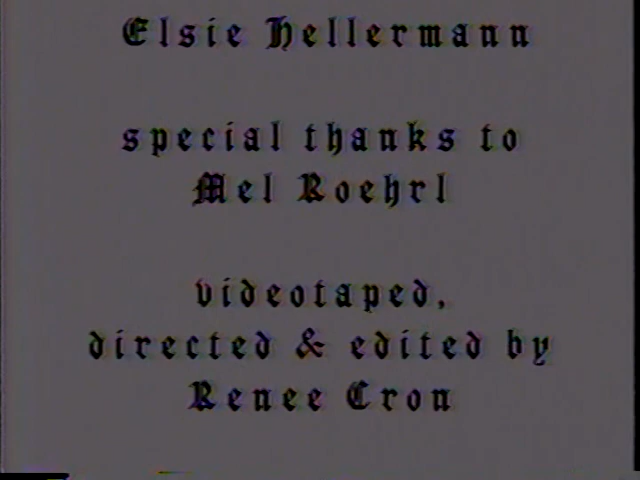 Elsie Hellermann
special thanks to
Mel Roehrl
videotaped,
directed & edited by
Renee Cron